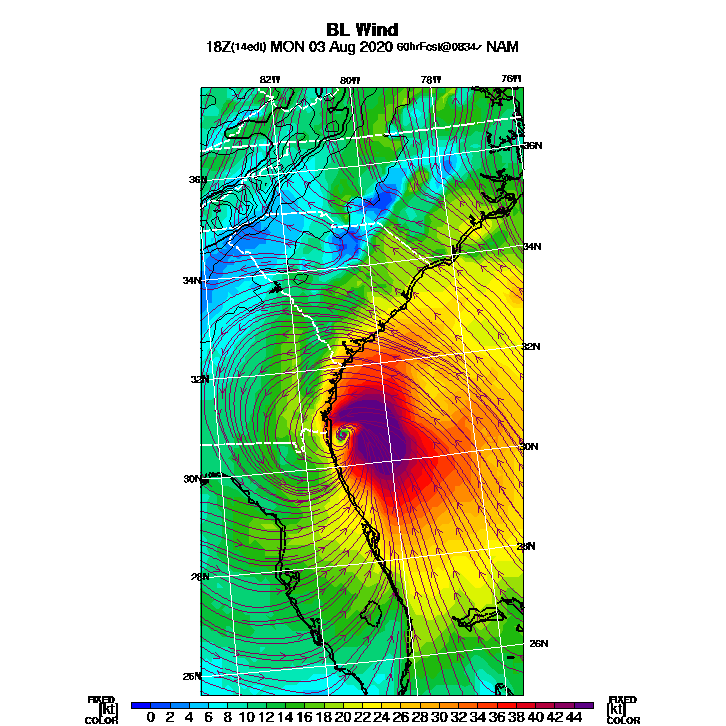 BL Wind
18Z(14edt) MON 03 Aug 2020 60hrFcst@0834z NAM
82W 80W 78W 76W
36N 36N
34N 34N
32N 32N
30N 30N
28N 28N
26N 26N
FIXED FIXED
[kt] 0 2 4 6 8 10 12 14 16 18 20 22 24 26 28 30 32 34 36 38 40 42 44 [kt]
COLOR COLOR